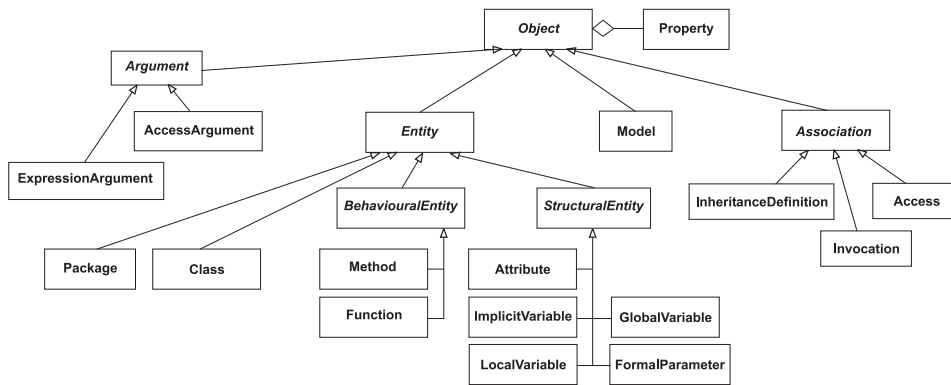 Object
Property
Argument
AccessArgument
Entity
Model
Association
ExpressionArgument
BehaviouralEntity
StructuralEntity
InheritanceDefinition
Access
Invocation
Package
Class
Method
Attribute
Function
ImplicitVariable
GlobalVariable
LocalVariable
FormalParameter